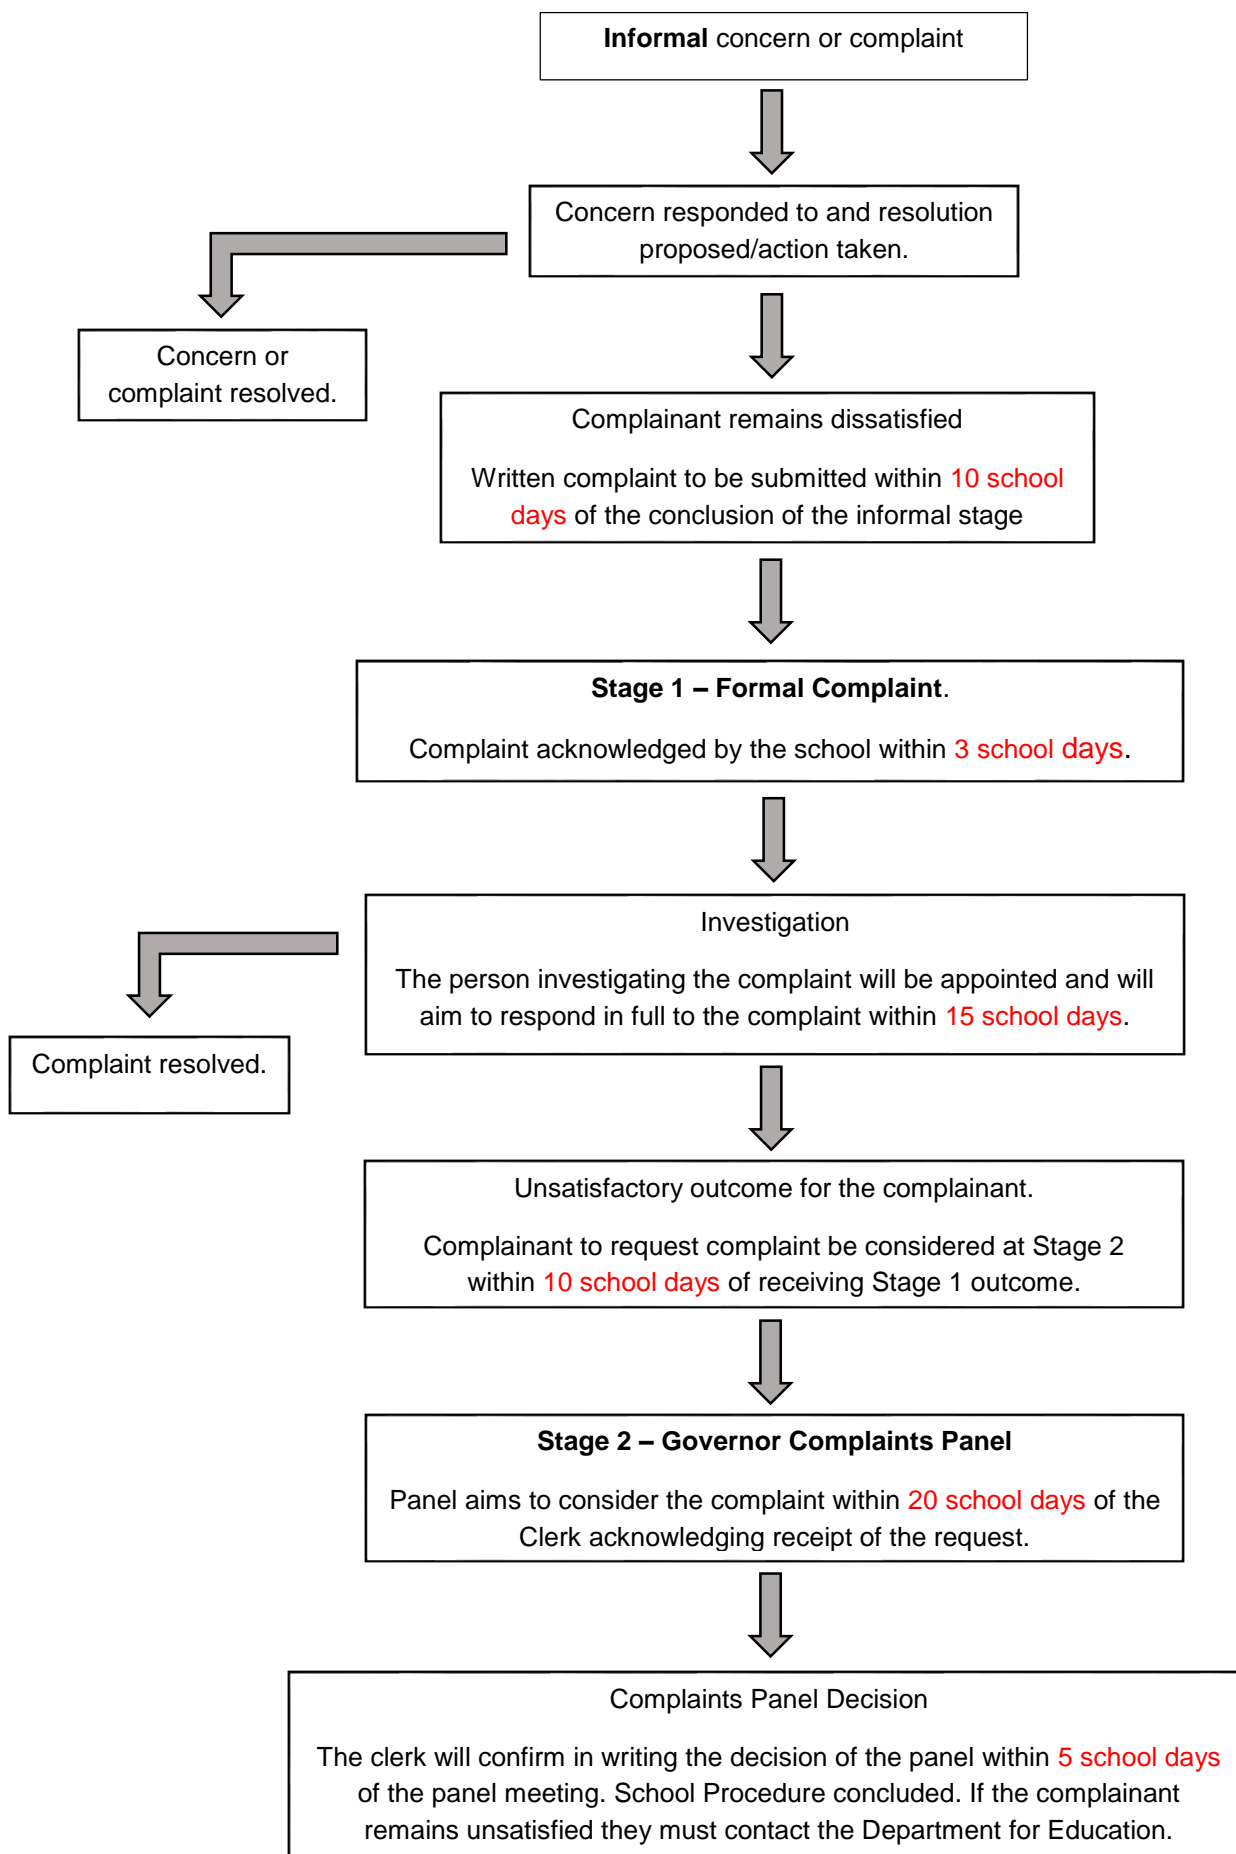 Informal concern or complaint
Concern responded to and resolution
proposed/action taken.
Concern or
complaint resolved.
Complainant remains dissatisfied
Written complaint to be submitted within 10 school
days of the conclusion of the informal stage
Stage 1 – Formal Complaint.
Complaint acknowledged by the school within 3 school days.
Investigation
The person investigating the complaint will be appointed and will
aim to respond in full to the complaint within 15 school days.
Complaint resolved.
Unsatisfactory outcome for the complainant.
Complainant to request complaint be considered at Stage 2
within 10 school days of receiving Stage 1 outcome.
Stage 2 – Governor Complaints Panel
Panel aims to consider the complaint within 20 school days of the
Clerk acknowledging receipt of the request.
Complaints Panel Decision
The clerk will confirm in writing the decision of the panel within 5 school days
of the panel meeting. School Procedure concluded. If the complainant
remains unsatisfied they must contact the Department for Education.